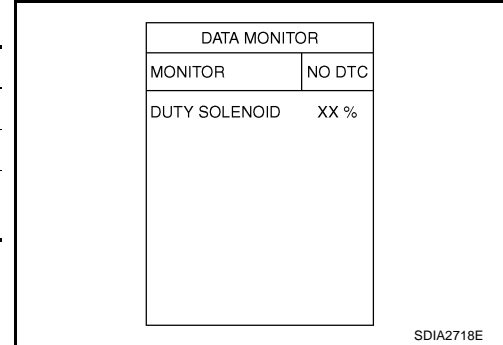 DATA MONITOR
MONITOR NO DTC
DUTY SOLENOID XX %
SDIA2718E